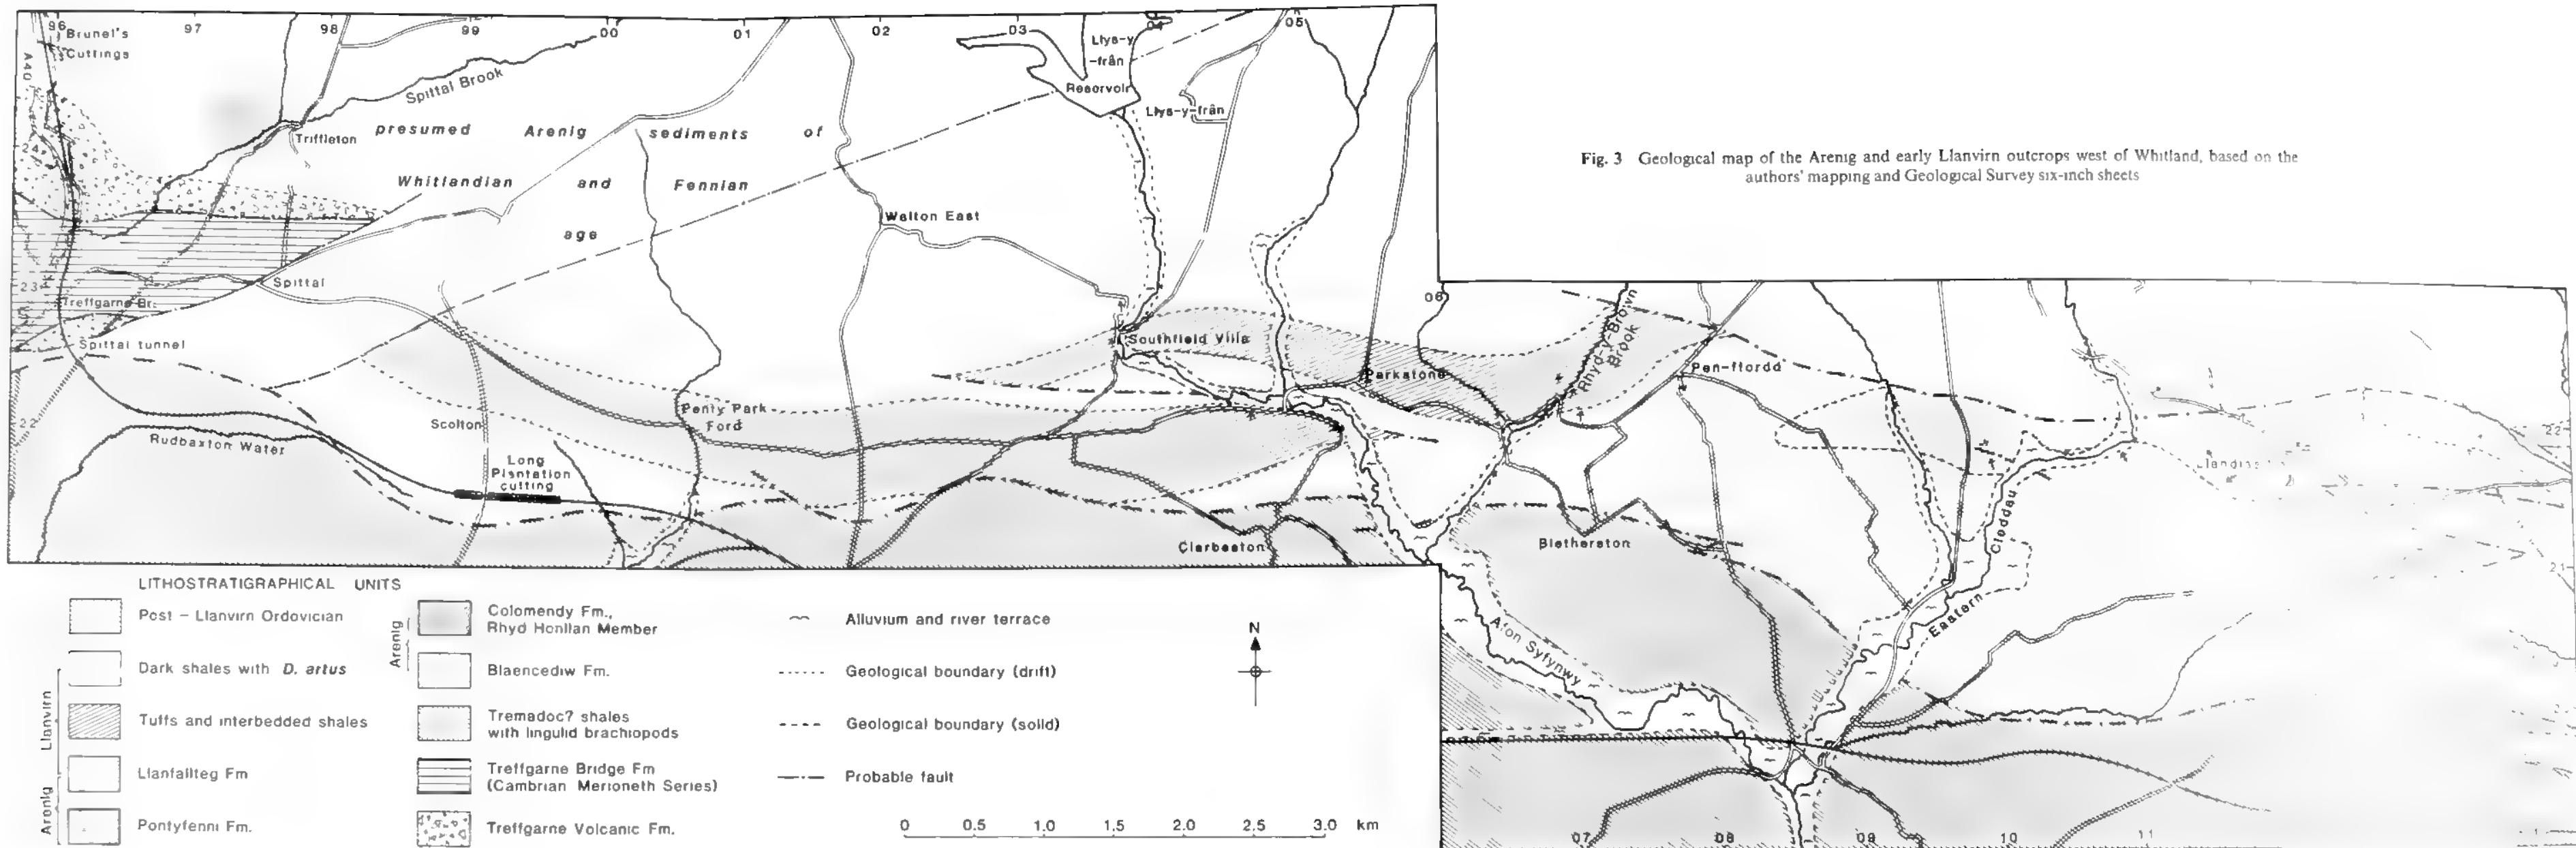 96 97 98 99 00 01 02 03 04 05
Brunel's
Cuttings
A40
Spittal Brook
Llys-y
-frân
Reservoir
Llys-y-frân
Triffleton
presumed Arenig sediments of
Whitlandian and Fennian
age
24
Walton East
23
Treffgarne Br.
Spittal
Spittal tunnel
Southfield Villa
06
Rhyd-y-Brown
Brook
Parkstone
Pen-ffordd
22
Scolton
Penty Park
Ford
Rudbaxton Water
Long
Plantation
cutting
Clarbeston
Bletherston
22
21
Eastern Cleddau
Afon Syfynwy
07 08 09 10 11
Fig. 3 Geological map of the Arenig and early Llanvirn outcrops west of Whitland, based on the
authors' mapping and Geological Survey six-inch sheets
LITHOSTRATIGRAPHICAL UNITS
Post – Llanvirn Ordovician
Llanvirn
Dark shales with D. artus
Tuffs and interbedded shales
Llanfallteg Fm
Arenig
Pontyfenni Fm.
Arenig
Colomendy Fm.,
Rhyd Henllan Member
Blaencediw Fm.
Tremadoc? shales
with lingulid brachiopods
Treffgarne Bridge Fm
(Cambrian Merioneth Series)
Treffgarne Volcanic Fm.
Alluvium and river terrace
Geological boundary (drift)
Geological boundary (solid)
Probable fault
0 0.5 1.0 1.5 2.0 2.5 3.0 km
N